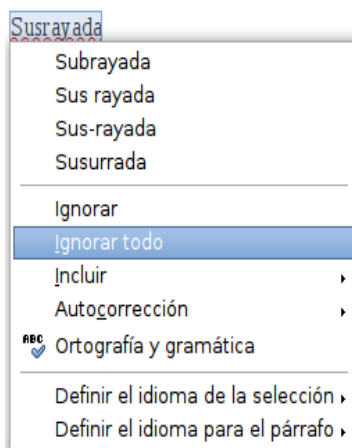 Susrayada
Subrayada
Sus rayada
Sus-rayada
Susurrada
Ignorar
Ignorar todo
Incluir
Autocorrección
ABC Ortografía y gramática
Definir el idioma de la selección
Definir el idioma para el párrafo